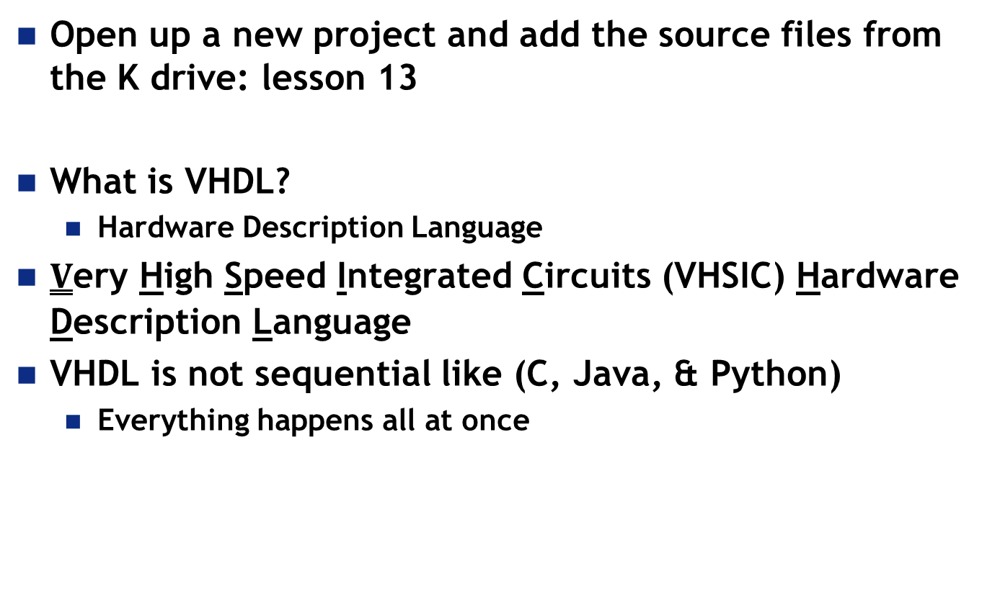 Open up a new project and add the source files from
the K drive: lesson 13
What is VHDL?
Hardware Description Language
Very High Speed Integrated Circuits (VHSIC) Hardware
Description Language
VHDL is not sequential like (C, Java, & Python)
Everything happens all at once